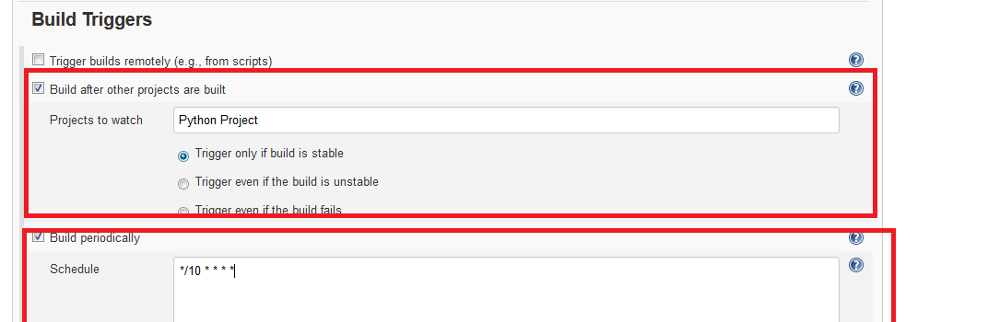 Build Triggers
Trigger builds remotely (e.g., from scripts)
Build after other projects are built
Projects to watch Python Project
Trigger only if build is stable
Trigger even if the build is unstable
Trigger even if the build fails
Build periodically
Schedule */10 * * * *